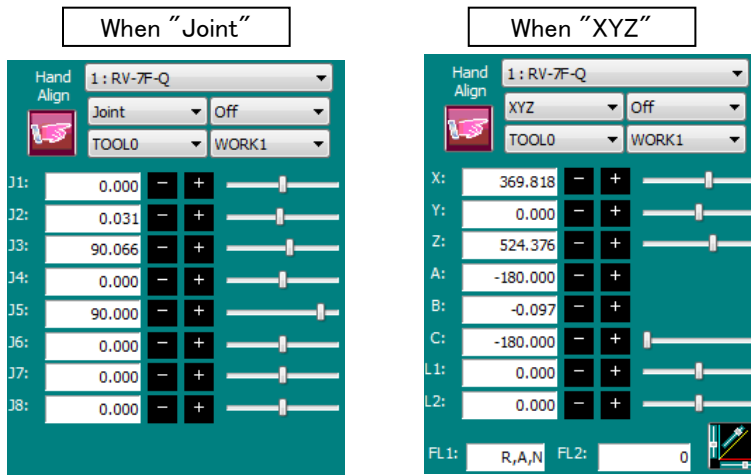 When "Joint"
Hand Align
1 : RV-7F-Q
Joint
Off
TOOL0
WORK1
J1: 0.000 − +
J2: 0.031 − +
J3: 90.066 − +
J4: 0.000 − +
J5: 90.000 − +
J6: 0.000 − +
J7: 0.000 − +
J8: 0.000 − +
When "XYZ"
Hand Align
1 : RV-7F-Q
XYZ
Off
TOOL0
WORK1
X: 369.818 − +
Y: 0.000 − +
Z: 524.376 − +
A: -180.000 − +
B: -0.097 − +
C: -180.000 − +
L1: 0.000 − +
L2: 0.000 − +
FL1: R,A,N FL2: 0